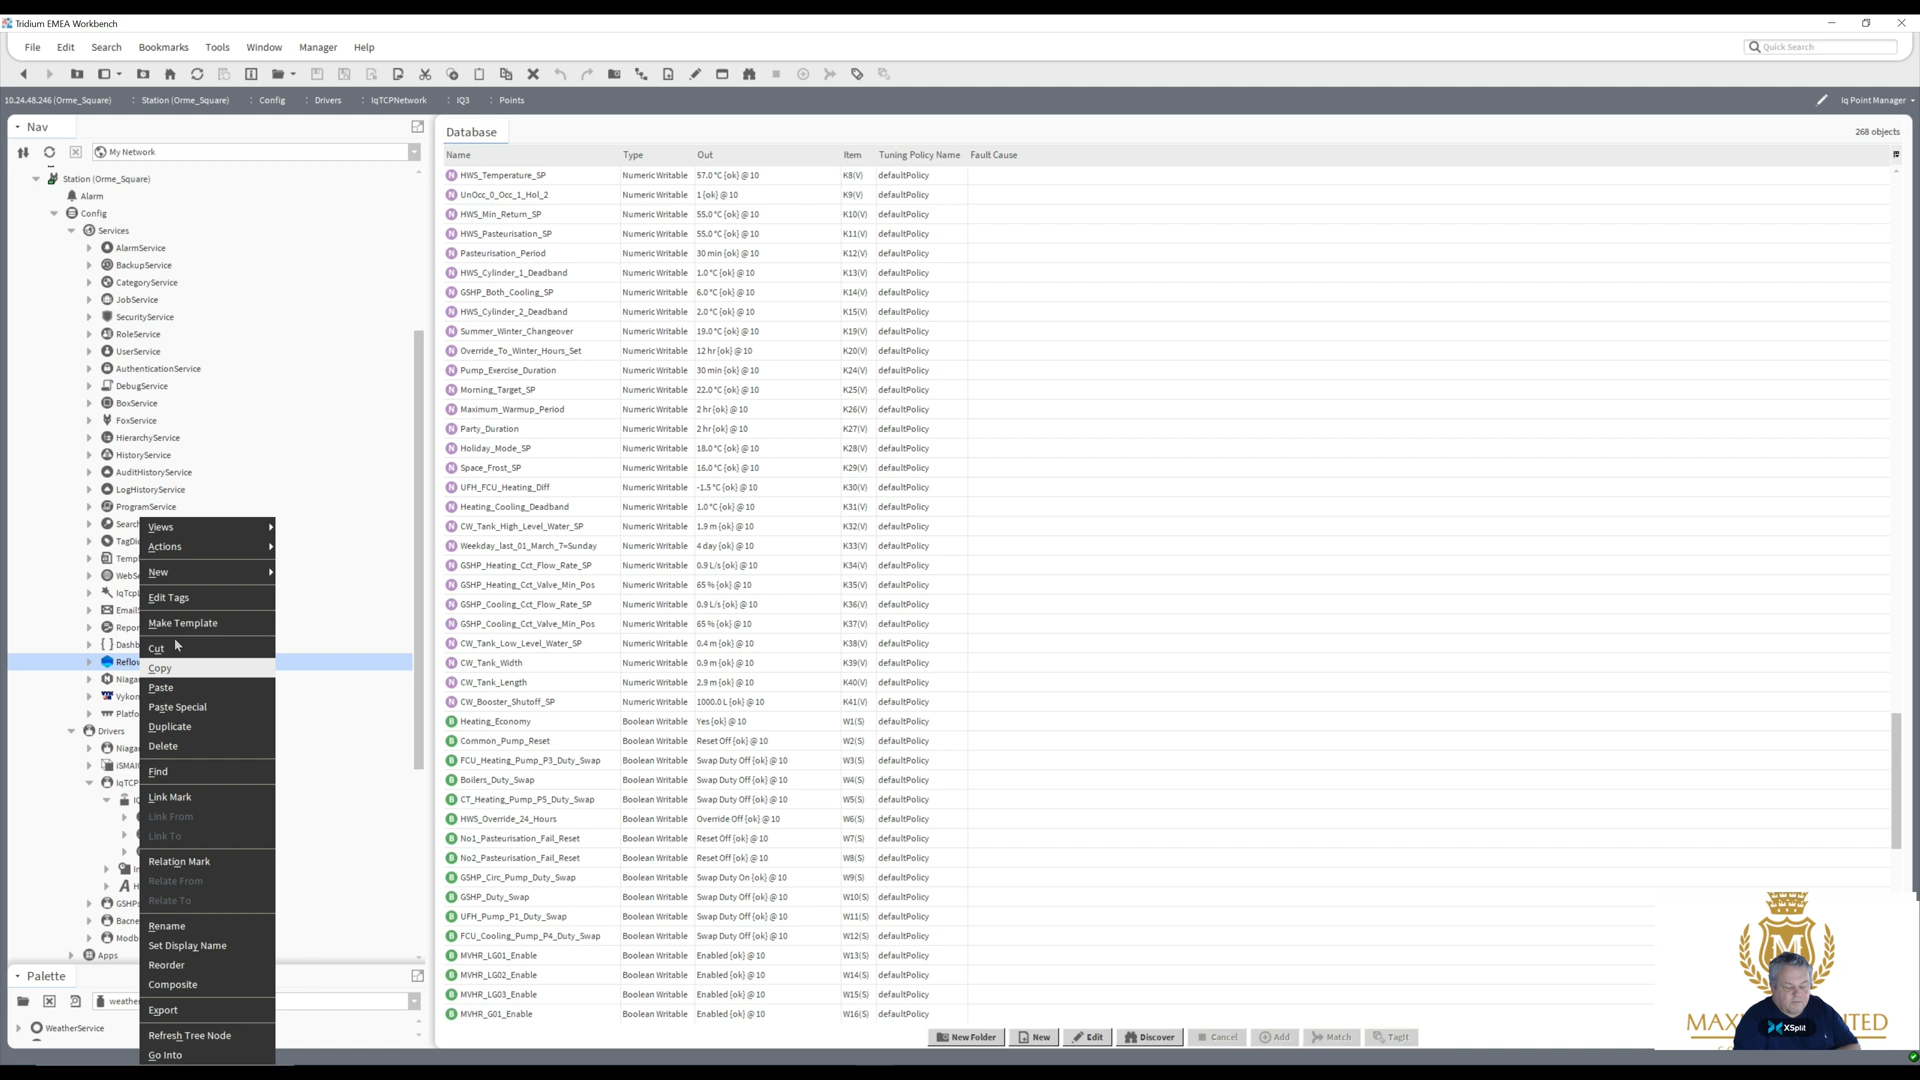 Tridium EMEA Workbench
File Edit Search Bookmarks Tools Window Manager Help
Quick Search
10.24.48.246 (Orme_Square) : Station (Orme_Square) : Config : Drivers : IqTCPNetwork : IQ3 : Points
Iq Point Manager
Nav
My Network
Station (Orme_Square)
Alarm
Config
Services
AlarmService
BackupService
CategoryService
JobService
SecurityService
RoleService
UserService
AuthenticationService
DebugService
BoxService
FoxService
HierarchyService
HistoryService
AuditHistoryService
LogHistoryService
ProgramService
Search
TagDi
Temp
WebSe
IqTcp
Email
Repor
Dashb
Reflow
Niaga
Vykon
Platfo
Drivers
Niaga
iSMAI
IqTCP
GSHP
Bacne
Modb
Apps
Views
Actions
New
Edit Tags
Make Template
Cut
Copy
Paste
Paste Special
Duplicate
Delete
Find
Link Mark
Link From
Link To
Relation Mark
Relate From
Relate To
Rename
Set Display Name
Reorder
Composite
Export
Refresh Tree Node
Go Into
Palette
weathe
WeatherService
Database
268 objects
Name Type Out Item Tuning Policy Name Fault Cause
HWS_Temperature_SP Numeric Writable 57.0 °C {ok} @ 10 K8(V) defaultPolicy
UnOcc_0_Occ_1_Hol_2 Numeric Writable 1 {ok} @ 10 K9(V) defaultPolicy
HWS_Min_Return_SP Numeric Writable 55.0 °C {ok} @ 10 K10(V) defaultPolicy
HWS_Pasteurisation_SP Numeric Writable 55.0 °C {ok} @ 10 K11(V) defaultPolicy
Pasteurisation_Period Numeric Writable 30 min {ok} @ 10 K12(V) defaultPolicy
HWS_Cylinder_1_Deadband Numeric Writable 1.0 °C {ok} @ 10 K13(V) defaultPolicy
GSHP_Both_Cooling_SP Numeric Writable 6.0 °C {ok} @ 10 K14(V) defaultPolicy
HWS_Cylinder_2_Deadband Numeric Writable 2.0 °C {ok} @ 10 K15(V) defaultPolicy
Summer_Winter_Changeover Numeric Writable 19.0 °C {ok} @ 10 K19(V) defaultPolicy
Override_To_Winter_Hours_Set Numeric Writable 12 hr {ok} @ 10 K20(V) defaultPolicy
Pump_Exercise_Duration Numeric Writable 30 min {ok} @ 10 K24(V) defaultPolicy
Morning_Target_SP Numeric Writable 22.0 °C {ok} @ 10 K25(V) defaultPolicy
Maximum_Warmup_Period Numeric Writable 2 hr {ok} @ 10 K26(V) defaultPolicy
Party_Duration Numeric Writable 2 hr {ok} @ 10 K27(V) defaultPolicy
Holiday_Mode_SP Numeric Writable 18.0 °C {ok} @ 10 K28(V) defaultPolicy
Space_Frost_SP Numeric Writable 16.0 °C {ok} @ 10 K29(V) defaultPolicy
UFH_FCU_Heating_Diff Numeric Writable -1.5 °C {ok} @ 10 K30(V) defaultPolicy
Heating_Cooling_Deadband Numeric Writable 1.0 °C {ok} @ 10 K31(V) defaultPolicy
CW_Tank_High_Level_Water_SP Numeric Writable 1.9 m {ok} @ 10 K32(V) defaultPolicy
Weekday_last_01_March_7=Sunday Numeric Writable 4 day {ok} @ 10 K33(V) defaultPolicy
GSHP_Heating_Cct_Flow_Rate_SP Numeric Writable 0.9 L/s {ok} @ 10 K34(V) defaultPolicy
GSHP_Heating_Cct_Valve_Min_Pos Numeric Writable 65 % {ok} @ 10 K35(V) defaultPolicy
GSHP_Cooling_Cct_Flow_Rate_SP Numeric Writable 0.9 L/s {ok} @ 10 K36(V) defaultPolicy
GSHP_Cooling_Cct_Valve_Min_Pos Numeric Writable 65 % {ok} @ 10 K37(V) defaultPolicy
CW_Tank_Low_Level_Water_SP Numeric Writable 0.4 m {ok} @ 10 K38(V) defaultPolicy
CW_Tank_Width Numeric Writable 0.9 m {ok} @ 10 K39(V) defaultPolicy
CW_Tank_Length Numeric Writable 2.9 m {ok} @ 10 K40(V) defaultPolicy
CW_Booster_Shutoff_SP Numeric Writable 1000.0 L {ok} @ 10 K41(V) defaultPolicy
Heating_Economy Boolean Writable Yes {ok} @ 10 W1(S) defaultPolicy
Common_Pump_Reset Boolean Writable Reset Off {ok} @ 10 W2(S) defaultPolicy
FCU_Heating_Pump_P3_Duty_Swap Boolean Writable Swap Duty Off {ok} @ 10 W3(S) defaultPolicy
Boilers_Duty_Swap Boolean Writable Swap Duty Off {ok} @ 10 W4(S) defaultPolicy
CT_Heating_Pump_P5_Duty_Swap Boolean Writable Swap Duty Off {ok} @ 10 W5(S) defaultPolicy
HWS_Override_24_Hours Boolean Writable Override Off {ok} @ 10 W6(S) defaultPolicy
No1_Pasteurisation_Fail_Reset Boolean Writable Reset Off {ok} @ 10 W7(S) defaultPolicy
No2_Pasteurisation_Fail_Reset Boolean Writable Reset Off {ok} @ 10 W8(S) defaultPolicy
GSHP_Circ_Pump_Duty_Swap Boolean Writable Swap Duty On {ok} @ 10 W9(S) defaultPolicy
GSHP_Duty_Swap Boolean Writable Swap Duty Off {ok} @ 10 W10(S) defaultPolicy
UFH_Pump_P1_Duty_Swap Boolean Writable Swap Duty Off {ok} @ 10 W11(S) defaultPolicy
FCU_Cooling_Pump_P4_Duty_Swap Boolean Writable Swap Duty Off {ok} @ 10 W12(S) defaultPolicy
MVHR_LG01_Enable Boolean Writable Enabled {ok} @ 10 W13(S) defaultPolicy
MVHR_LG02_Enable Boolean Writable Enabled {ok} @ 10 W14(S) defaultPolicy
MVHR_LG03_Enable Boolean Writable Enabled {ok} @ 10 W15(S) defaultPolicy
MVHR_G01_Enable Boolean Writable Enabled {ok} @ 10 W16(S) defaultPolicy
New Folder New Edit Discover Cancel Add Match TagIt
M
XSplit